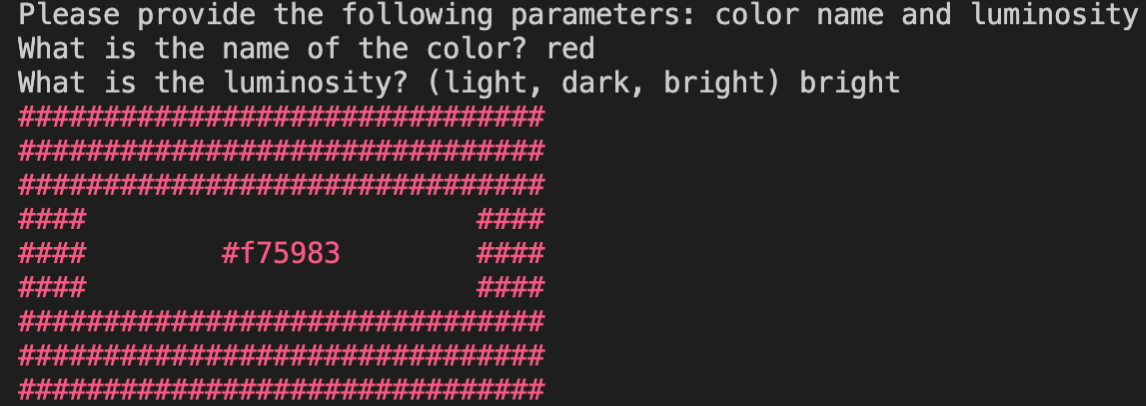 Please provide the following parameters: color name and luminosity
What is the name of the color? red
What is the luminosity? (light, dark, bright) bright
###############################
###############################
###############################
####                       ####
####        #f75983        ####
####                       ####
###############################
###############################
###############################